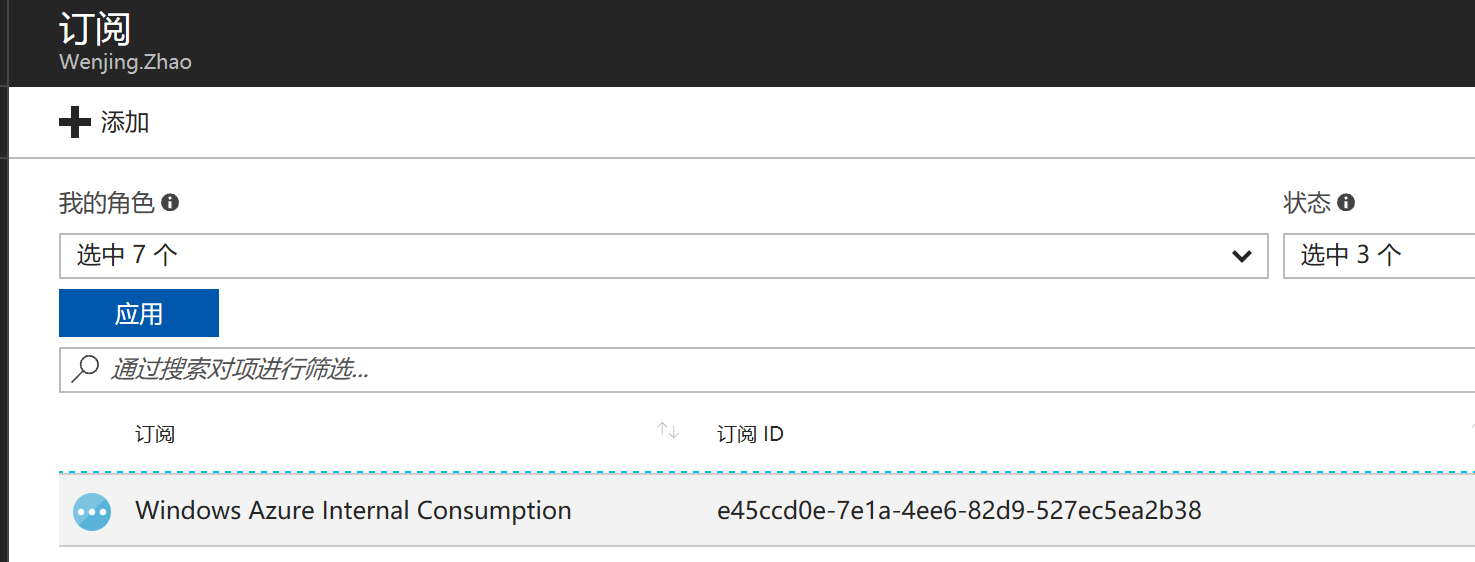 订阅
Wenjing.Zhao
添加
我的角色
状态
选中 7 个
选中 3 个
应用
通过搜索对项进行筛选...
订阅
订阅 ID
Windows Azure Internal Consumption
e45ccd0e-7e1a-4ee6-82d9-527ec5ea2b38